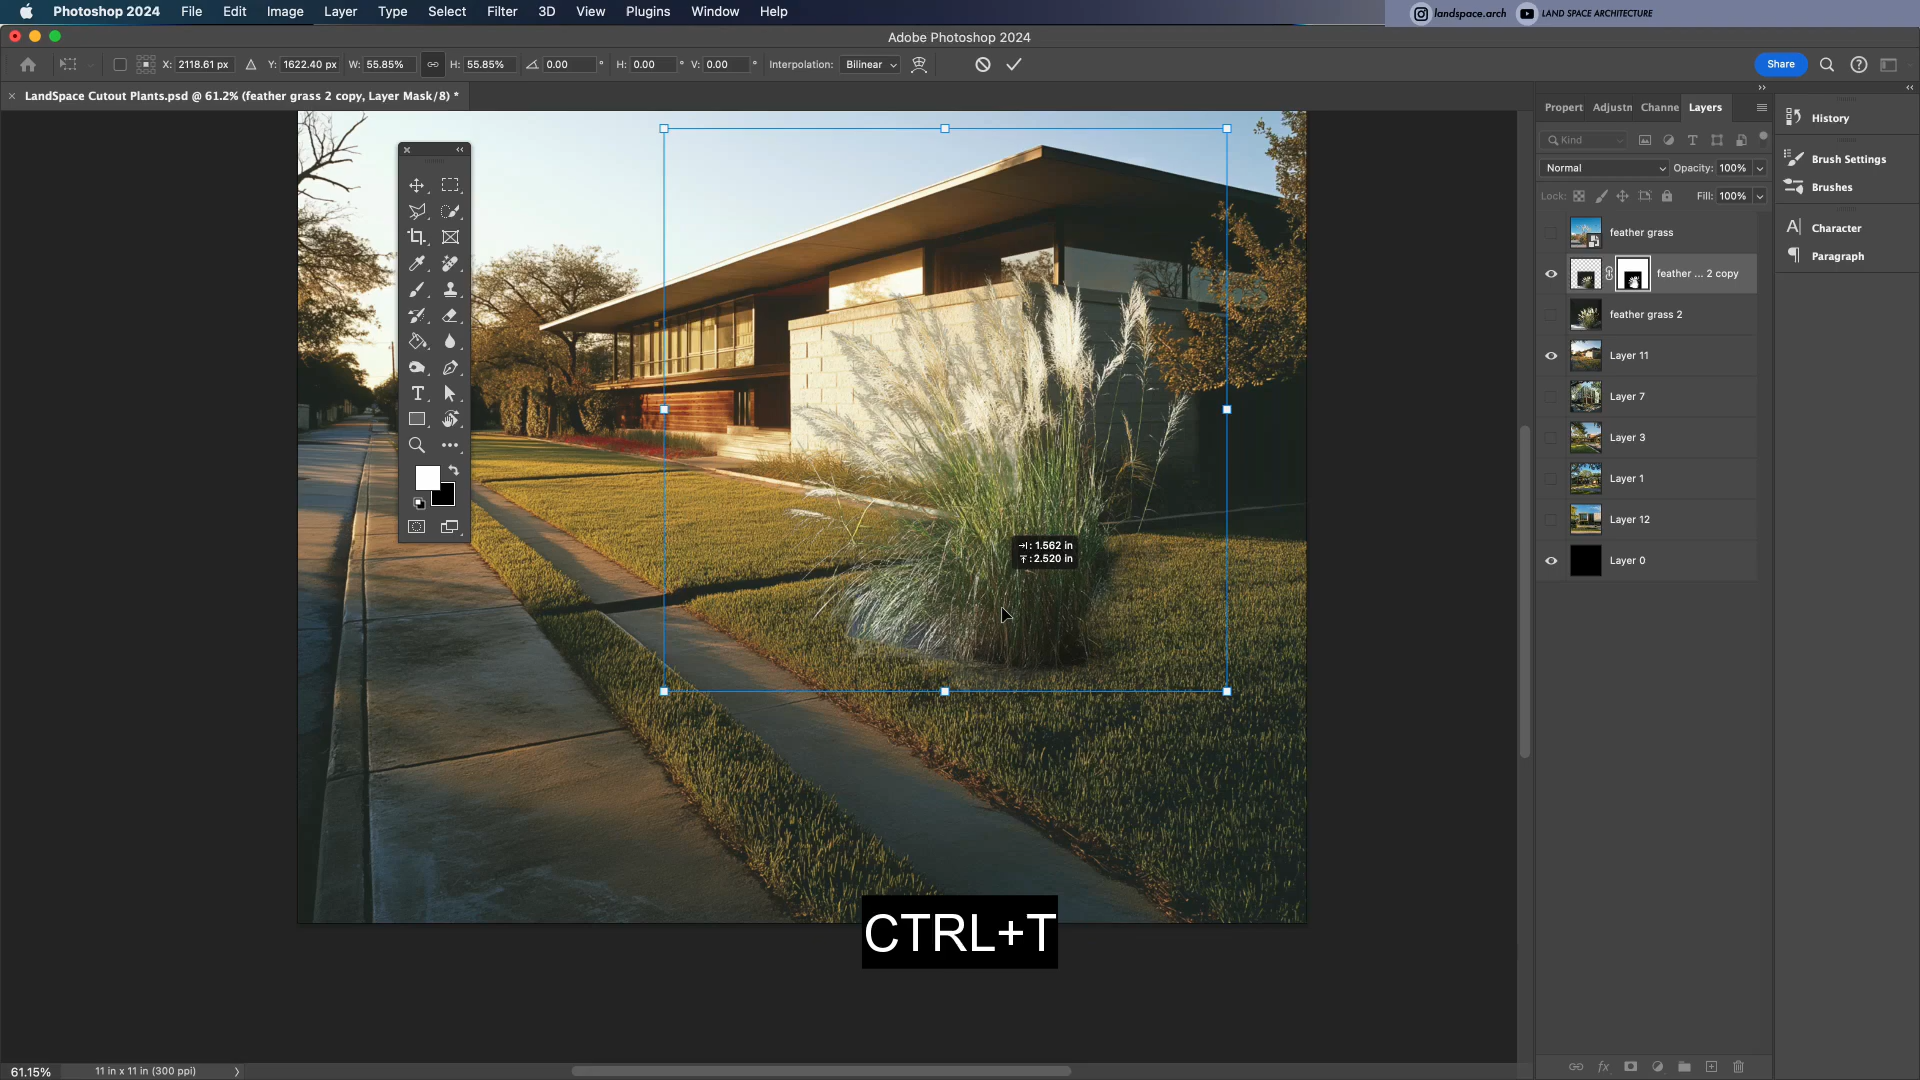 Photoshop 2024 File Edit Image Layer Type Select Filter 3D View Plugins Window Help
landspace.arch LAND SPACE ARCHITECTURE
Adobe Photoshop 2024
X: 2118.61 px Y: 1622.40 px W: 55.85% H: 55.85% 0.00 ° H: 0.00 ° V: 0.00 ° Interpolation: Bilinear Share
LandSpace Cutout Plants.psd @ 61.2% (feather grass 2 copy, Layer Mask/8) *
Propert Adjustn Channe Layers
Kind
Normal Opacity: 100%
Lock: Fill: 100%
feather grass
feather ... 2 copy
feather grass 2
Layer 11
Layer 7
Layer 3
Layer 1
Layer 12
Layer 0
History
Brush Settings
Brushes
Character
Paragraph
: 1.562 in
: 2.520 in
CTRL+T
61.15% 11 in x 11 in (300 ppi)